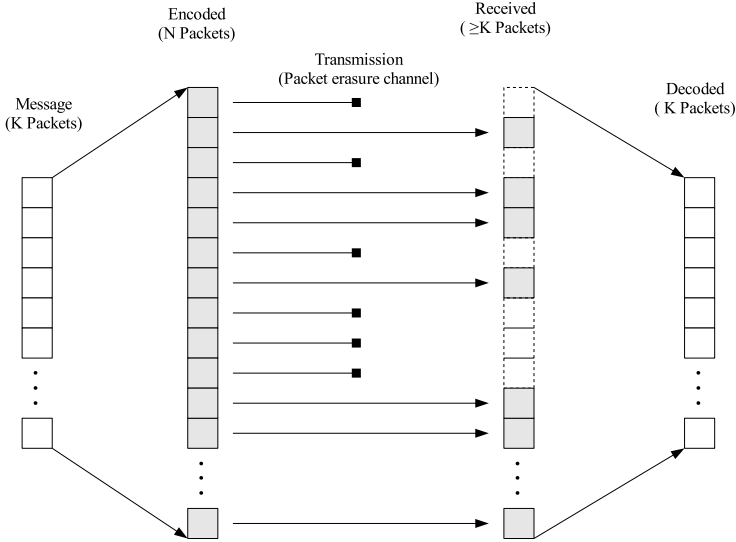 Message
(K Packets)
Encoded
(N Packets)
Transmission
(Packet erasure channel)
Received
( ≥K Packets)
Decoded
( K Packets)